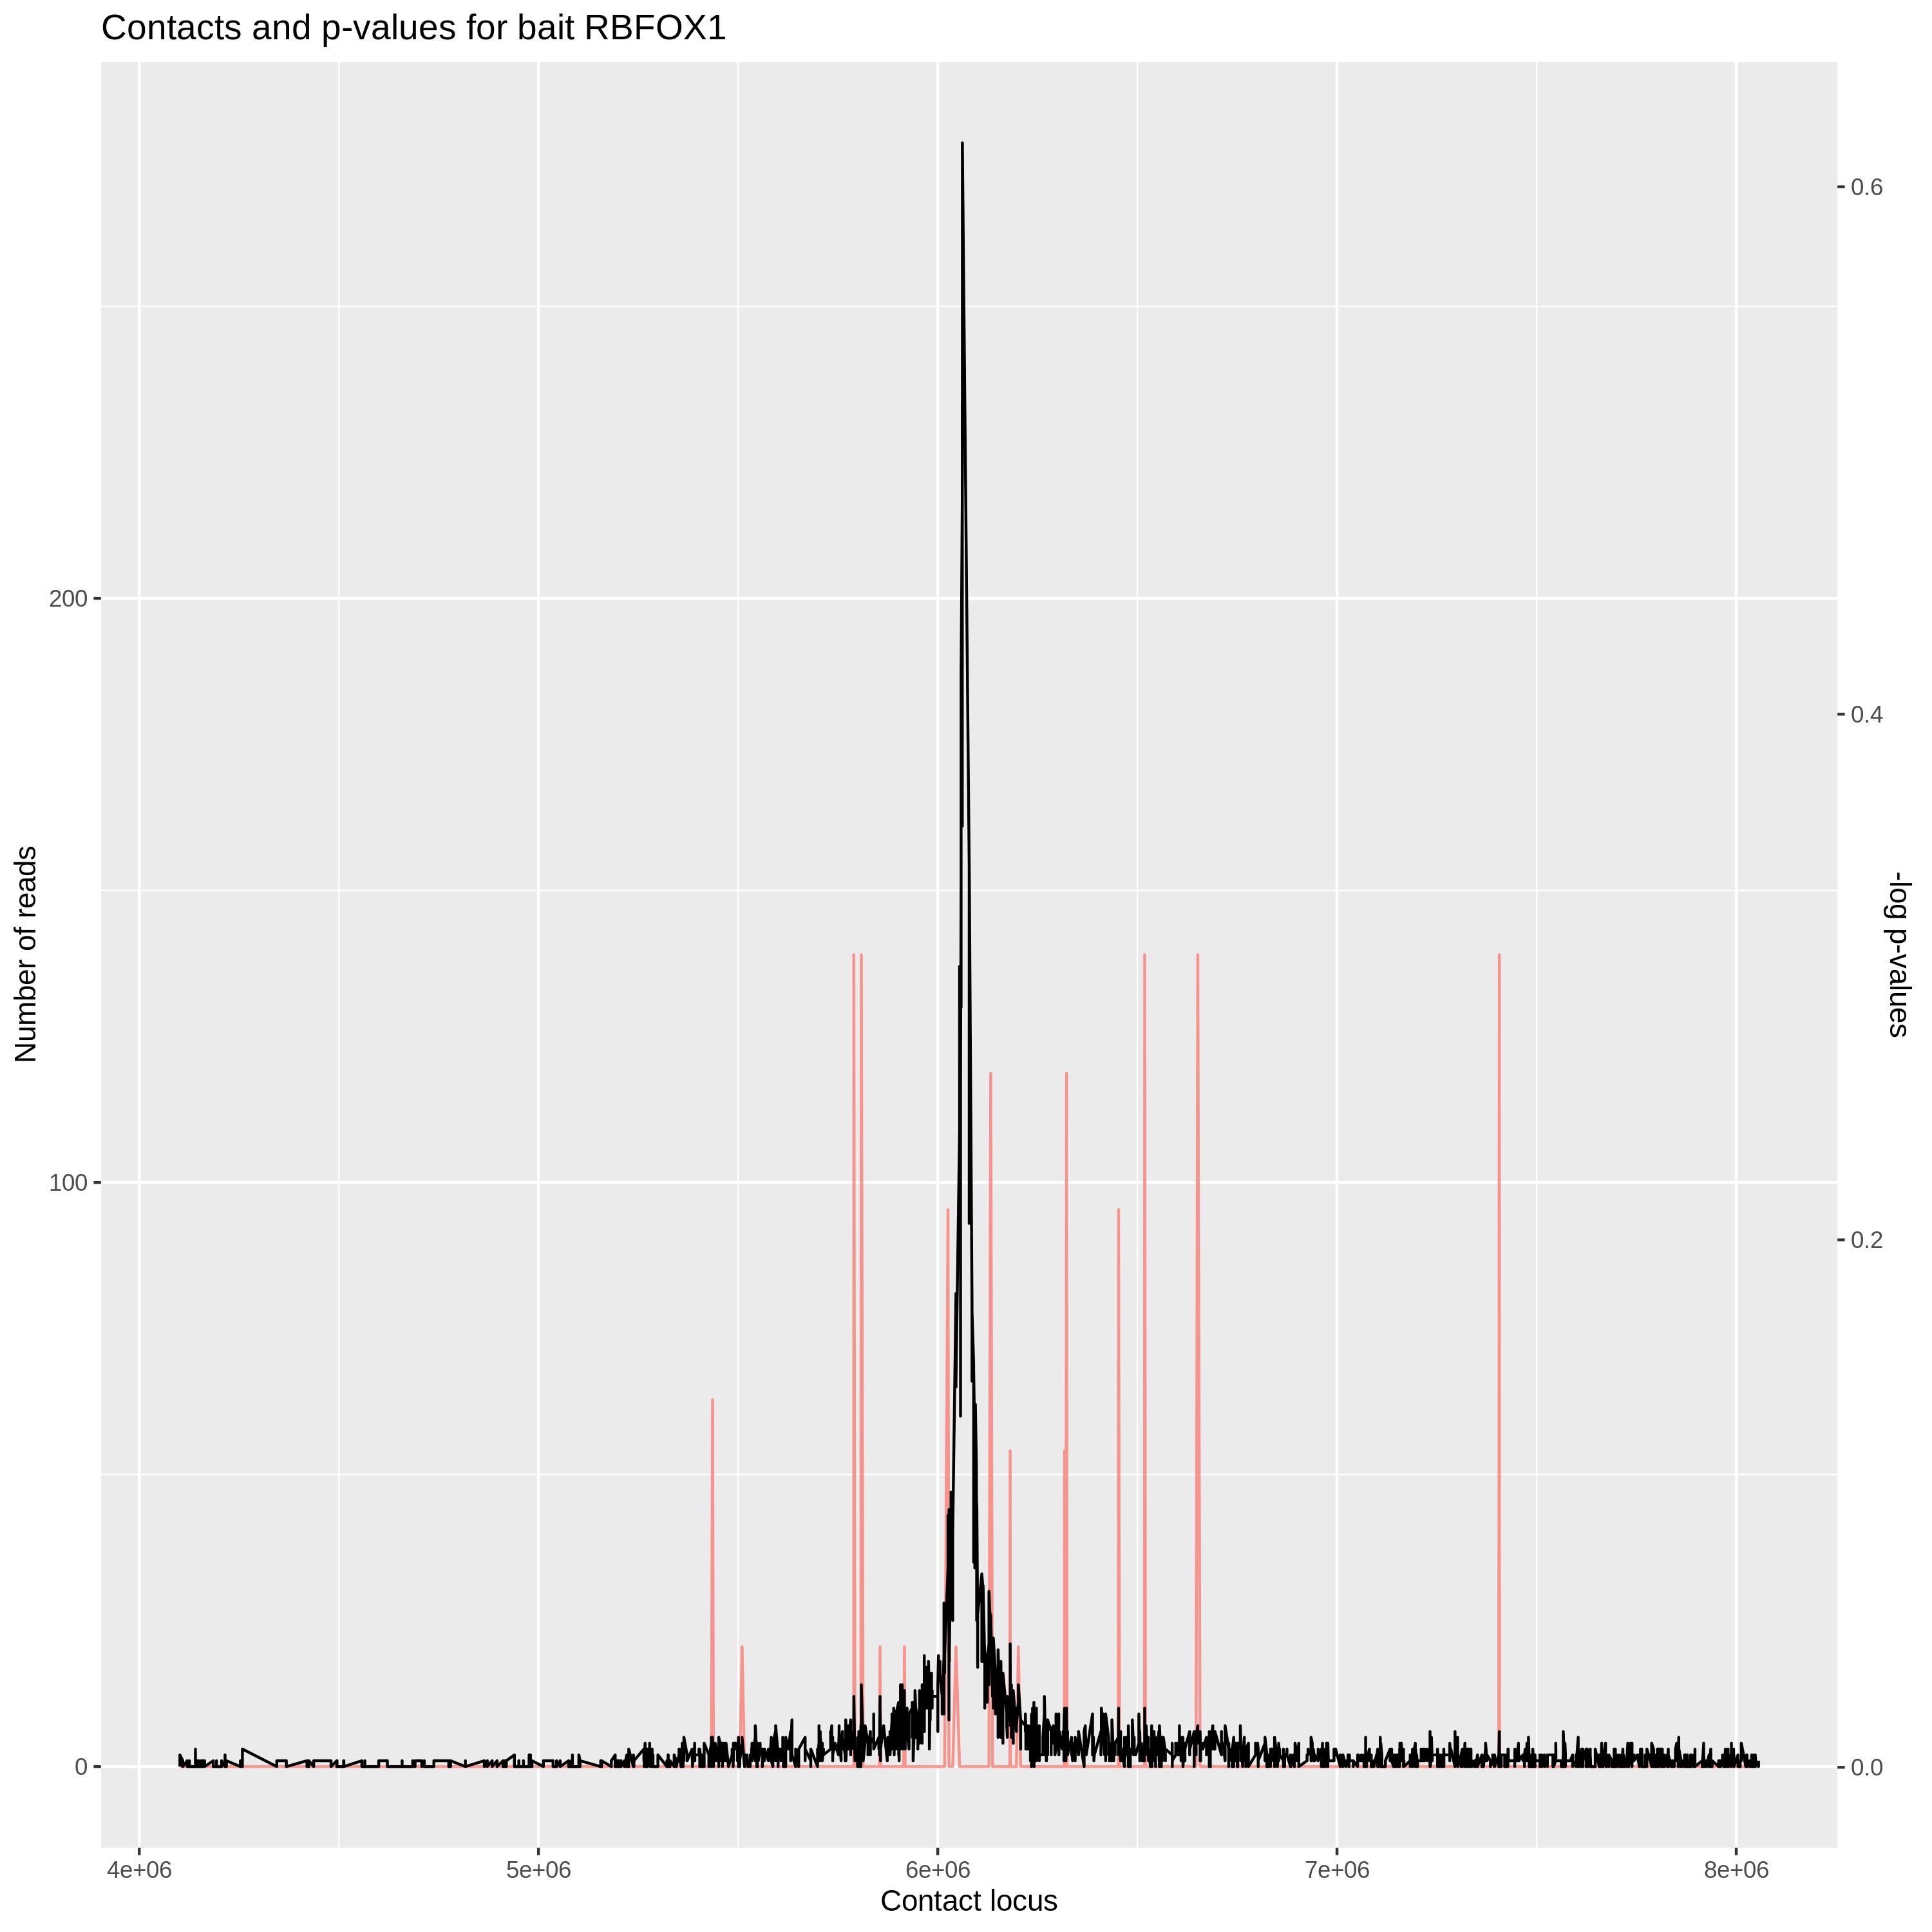 Contacts and p-values for bait RBFOX1
Number of reads
200
100
0
0.6
0.4
0.2
0.0
-log p-values
4e+06 5e+06 6e+06 7e+06 8e+06
Contact locus